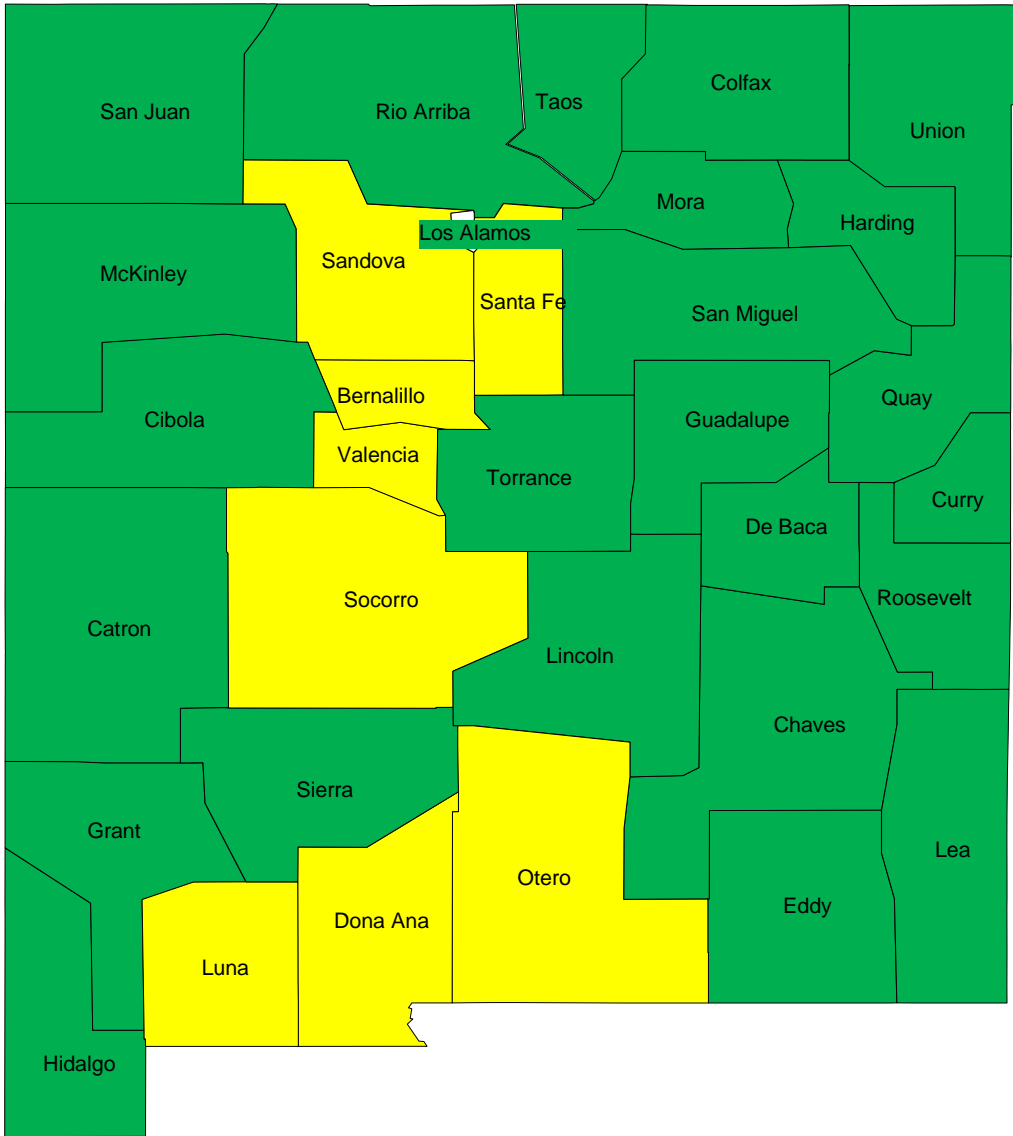 San Juan
Rio Arriba
Taos
Colfax
Union
Mora
Harding
Los Alamos
McKinley
Sandova
Santa Fe
San Miguel
Bernalillo
Cibola
Guadalupe
Quay
Valencia
Torrance
Curry
De Baca
Socorro
Roosevelt
Catron
Lincoln
Chaves
Sierra
Grant
Otero
Lea
Eddy
Dona Ana
Luna
Hidalgo